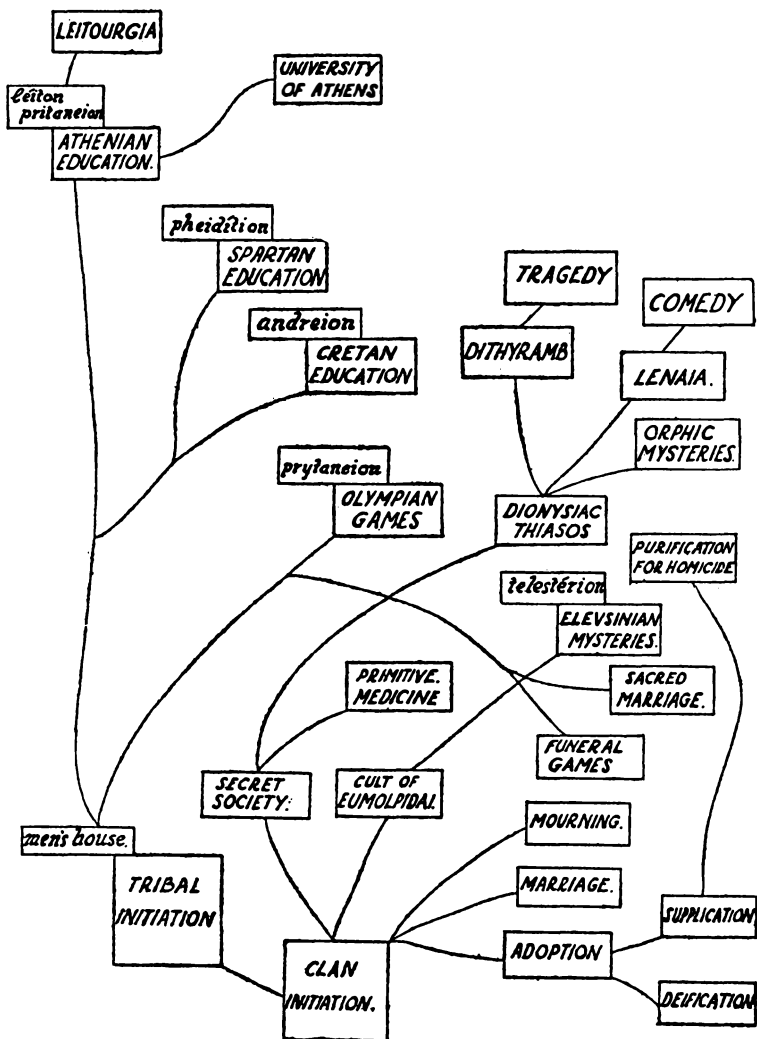 LEITOURGIA
UNIVERSITY
OF ATHENS
léiton
pritaneion
ATHENIAN
EDUCATION.
pheidítion
SPARTAN
EDUCATION
andreion
CRETAN
EDUCATION
TRAGEDY
COMEDY
DITHYRAMB
LENAIA.
ORPHIC
MYSTERIES.
prytaneion
OLYMPIAN
GAMES
DIONYSIAC
THIASOS
PURIFICATION
FOR HOMICIDE
telestérion
ELEVSINIAN
MYSTERIES.
PRIMITIVE.
MEDICINE
SACRED
MARRIAGE.
FUNERAL
GAMES
SECRET
SOCIETY:
CULT OF
EUMOLPIDAI.
MOURNING.
men's house.
TRIBAL
INITIATION
MARRIAGE.
SUPPLICATION
ADOPTION
CLAN
INITIATION.
DEIFICATION